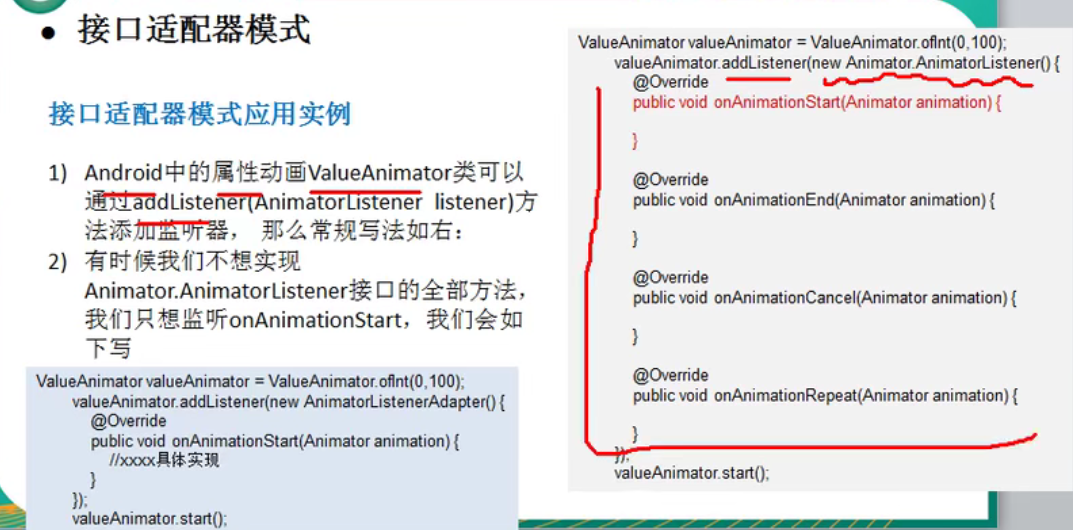 ● 接口适配器模式
接口适配器模式应用实例
1) Android中的属性动画ValueAnimator类可以
通过addListener(AnimatorListener listener)方
法添加监听器， 那么常规写法如右：
2) 有时候我们不想实现
Animator.AnimatorListener接口的全部方法，
我们只想监听onAnimationStart，我们会如
下写
ValueAnimator valueAnimator = ValueAnimator.ofInt(0,100);
valueAnimator.addListener(new AnimatorListenerAdapter() {
@Override
public void onAnimationStart(Animator animation) {
//xxxx具体实现
}
});
valueAnimator.start();
ValueAnimator valueAnimator = ValueAnimator.ofInt(0,100);
valueAnimator.addListener(new Animator.AnimatorListener() {
@Override
public void onAnimationStart(Animator animation) {
}
@Override
public void onAnimationEnd(Animator animation) {
}
@Override
public void onAnimationCancel(Animator animation) {
}
@Override
public void onAnimationRepeat(Animator animation) {
}
});
valueAnimator.start();